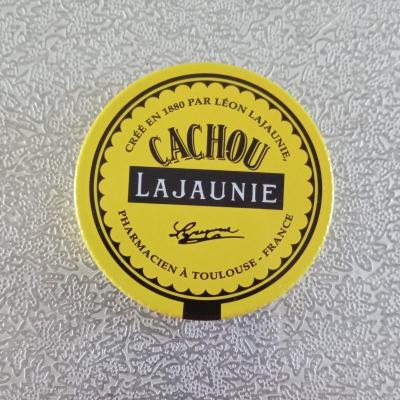 CRÉÉ EN 1880 PAR LÉON LAJAUNIE,
CACHOU
LAJAUNIE
PHARMACIEN À TOULOUSE - FRANCE